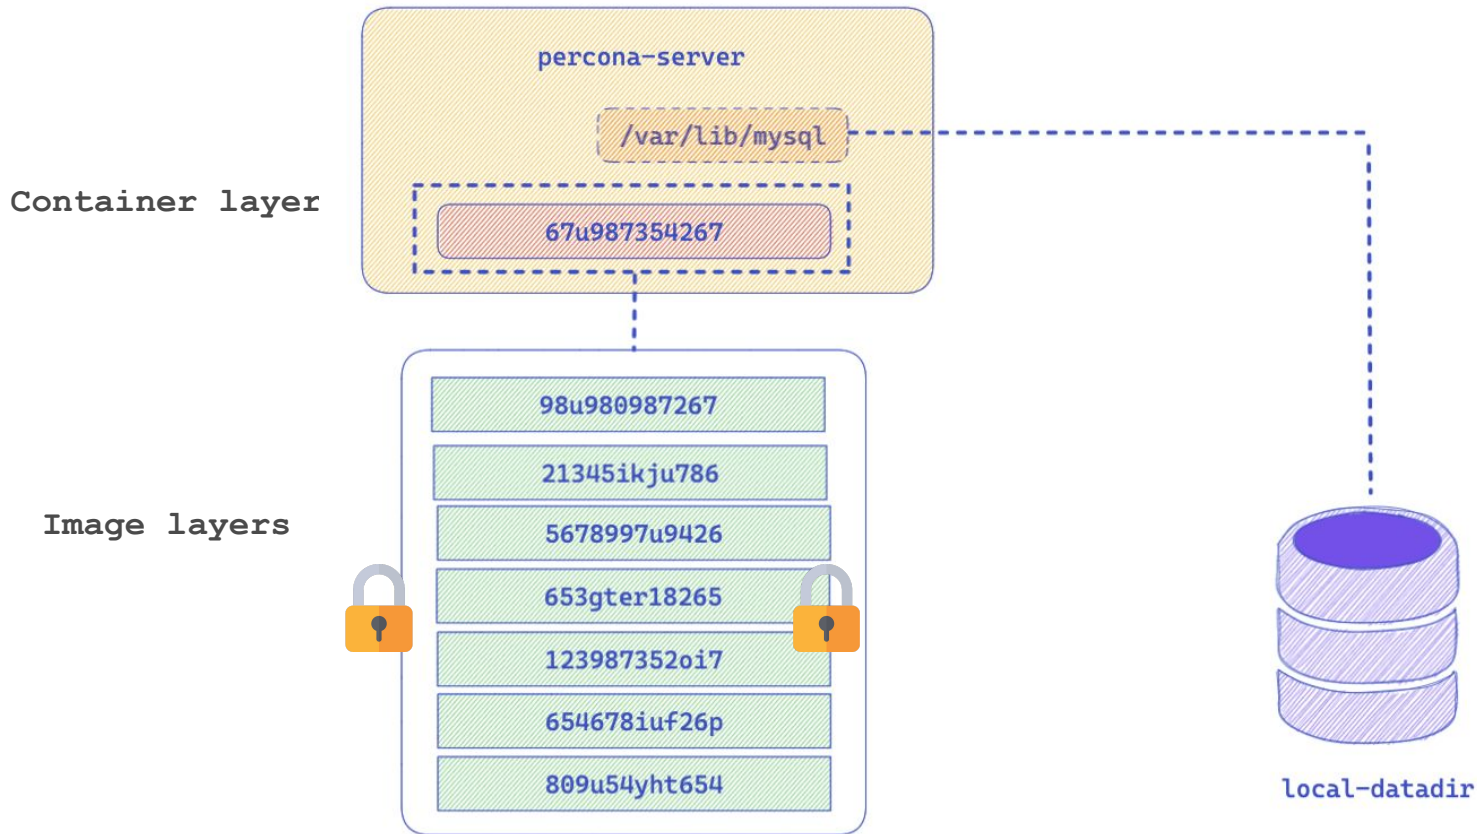 percona-server
/var/lib/mysql
Container layer
67u987354267
98u980987267
21345ikju786
Image layers
5678997u9426
653gter18265
123987352oi7
654678iuf26p
809u54yht654
local-datadir